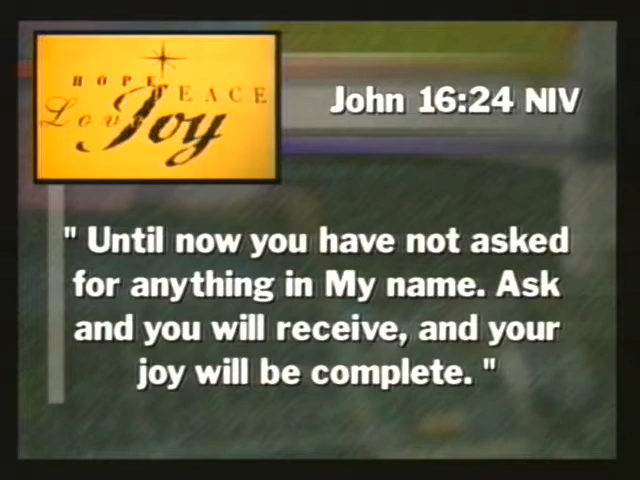 HOPE
PEACE
Love
Joy
John 16:24 NIV
" Until now you have not asked
for anything in My name. Ask
and you will receive, and your
joy will be complete. "